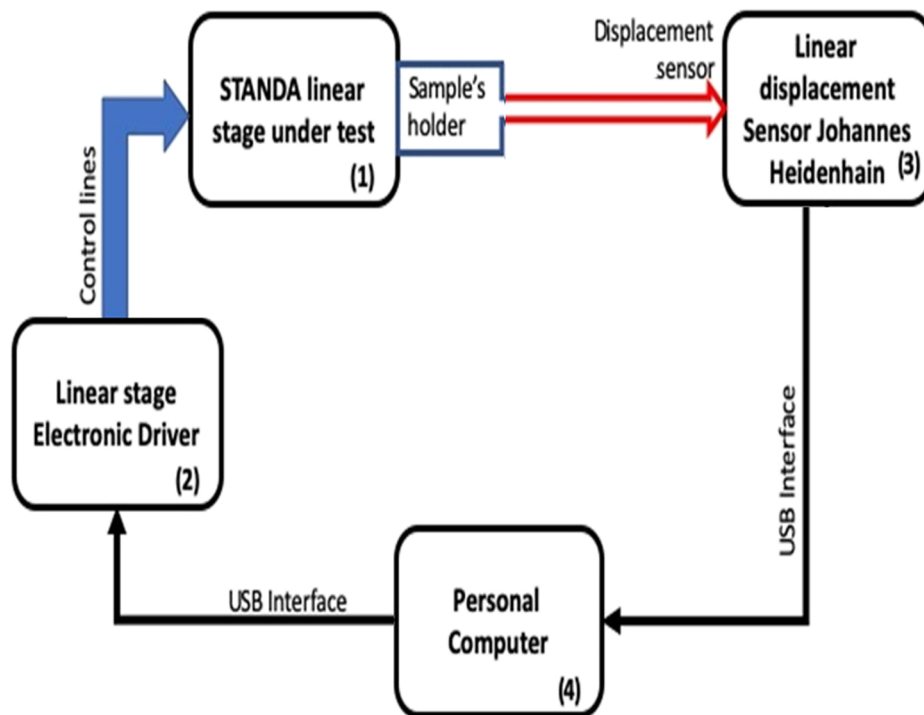 STANDA linear
stage under test
(1)
Sample's
holder
Displacement
sensor
Linear
displacement
Sensor Johannes
Heidenhain
(3)
Control lines
Linear stage
Electronic Driver
(2)
USB Interface
USB Interface
Personal
Computer
(4)